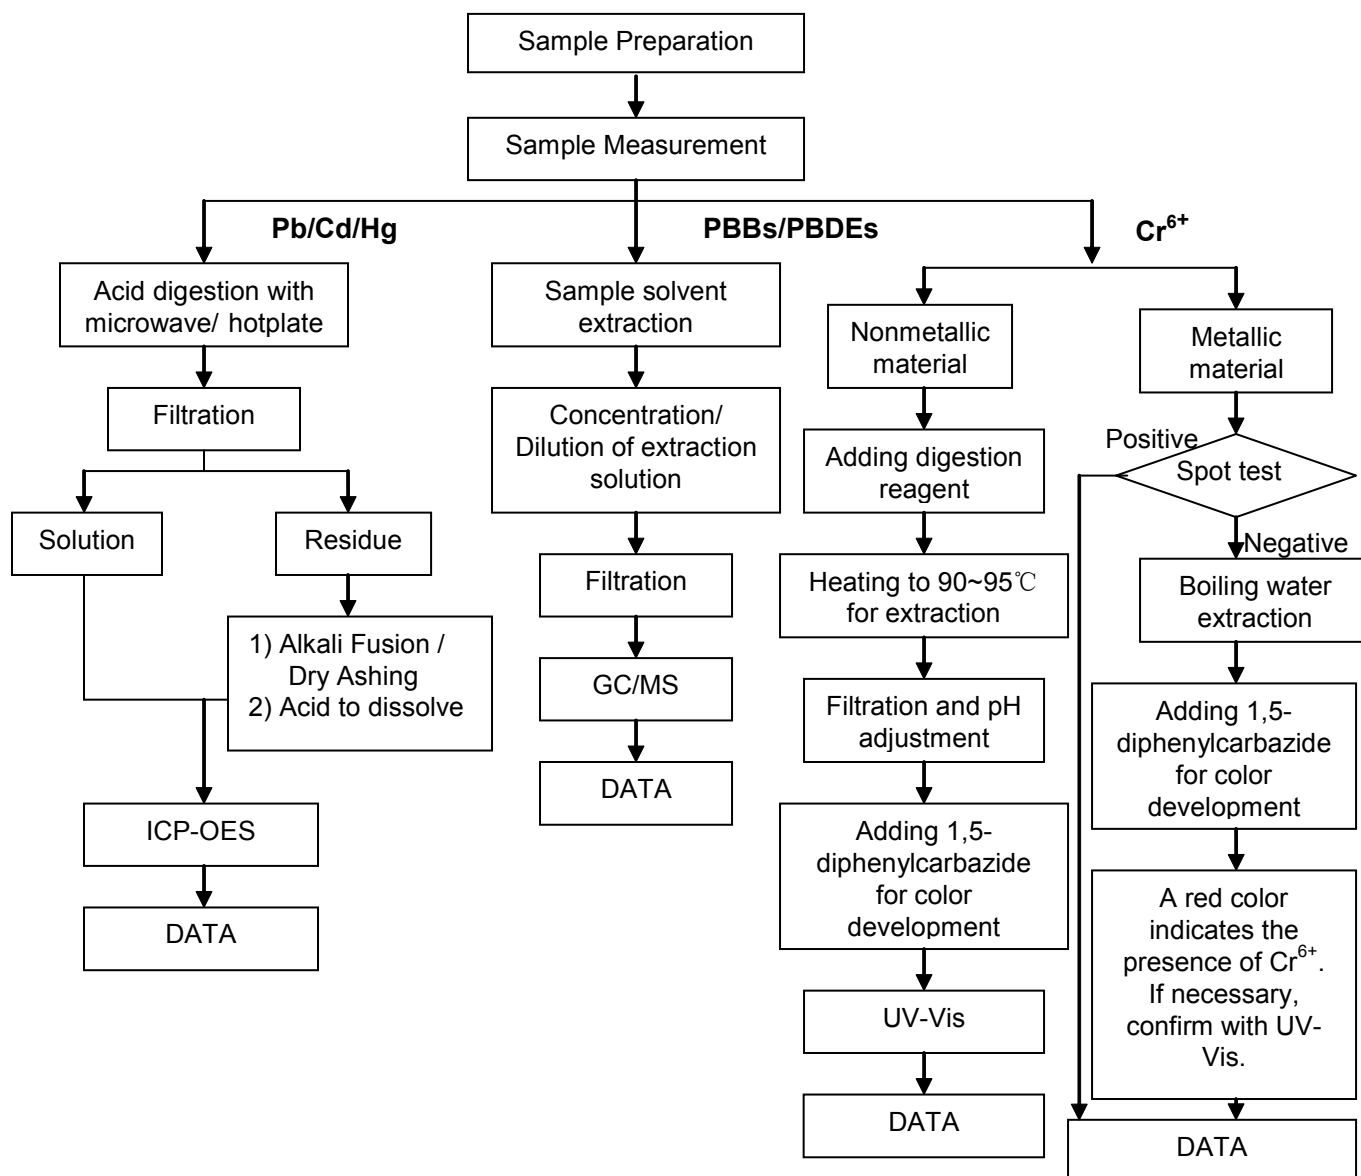 Sample Preparation
Sample Measurement
Pb/Cd/Hg
PBBs/PBDEs
Cr⁶⁺
Acid digestion with
microwave/ hotplate
Filtration
Solution
Residue
1) Alkali Fusion /
Dry Ashing
2) Acid to dissolve
ICP-OES
DATA
Sample solvent
extraction
Concentration/
Dilution of extraction
solution
Filtration
GC/MS
DATA
Nonmetallic
material
Adding digestion
reagent
Heating to 90~95℃
for extraction
Filtration and pH
adjustment
Adding 1,5-
diphenylcarbazide
for color
development
UV-Vis
DATA
Metallic
material
Positive
Spot test
Negative
Boiling water
extraction
Adding 1,5-
diphenylcarbazide
for color
development
A red color
indicates the
presence of Cr⁶⁺.
If necessary,
confirm with UV-
Vis.
DATA